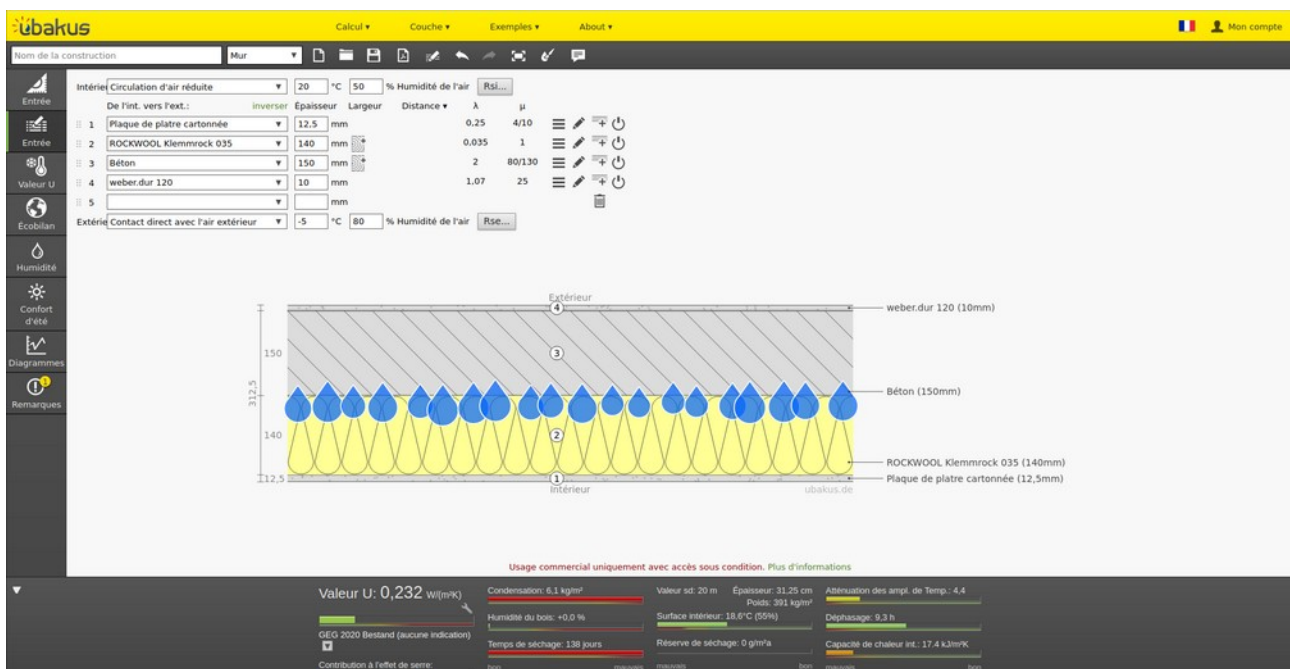 übakus
Calcul ▾ Couche ▾ Exemples ▾ About ▾ Mon compte
Nom de la construction Mur
Entrée
Entrée
Valeur U
Écobilan
Humidité
Confort d'été
Diagrammes
1
Remarques
Intérie Circulation d'air réduite 20 °C 50 % Humidité de l'air Rsi...
De l'int. vers l'ext.: inverser Épaisseur Largeur Distance ▾ λ μ
1 Plaque de platre cartonnée 12,5 mm 0,25 4/10
2 ROCKWOOL Klemmrock 035 140 mm 0,035 1
3 Béton 150 mm 2 80/130
4 weber.dur 120 10 mm 1,07 25
5 mm
Extérie Contact direct avec l'air extérieur -5 °C 80 % Humidité de l'air Rse...
Extérieur
4 weber.dur 120 (10mm)
150 3
312,5
Béton (150mm)
140 2
ROCKWOOL Klemmrock 035 (140mm)
12,5 1 Plaque de platre cartonnée (12,5mm)
Intérieur ubakus.de
Usage commercial uniquement avec accès sous condition. Plus d'informations
Valeur U: 0,232 W/(m²K)
GEG 2020 Bestand (aucune indication)
Contribution à l'effet de serre:
Condensation: 6,1 kg/m²
Humidité du bois: +0,0 %
Temps de séchage: 138 jours
bon mauvais
Valeur sd: 20 m Épaisseur: 31,25 cm
Poids: 391 kg/m²
Surface intérieur: 18,6°C (55%)
Réserve de séchage: 0 g/m²a
mauvais bon
Atténuation des ampl. de Temp.: 4,4
Déphasage: 9,3 h
Capacité de chaleur int.: 17.4 kJ/m²K
mauvais bon